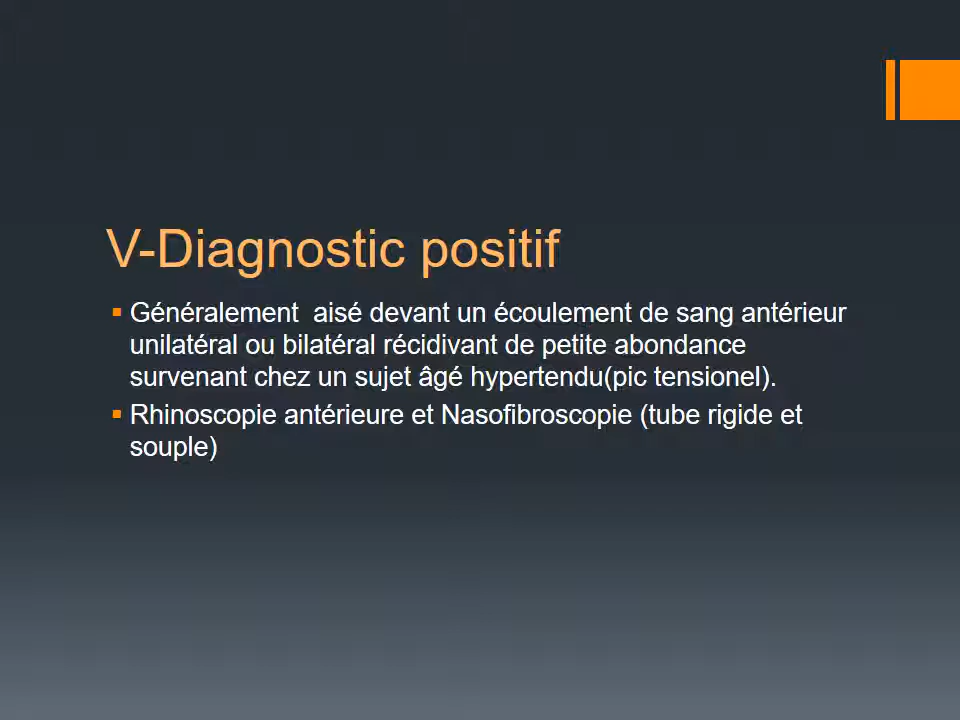 V-Diagnostic positif
Généralement  aisé devant un écoulement de sang antérieur
unilatéral ou bilatéral récidivant de petite abondance
survenant chez un sujet âgé hypertendu(pic tensionel).
Rhinoscopie antérieure et Nasofibroscopie (tube rigide et
souple)